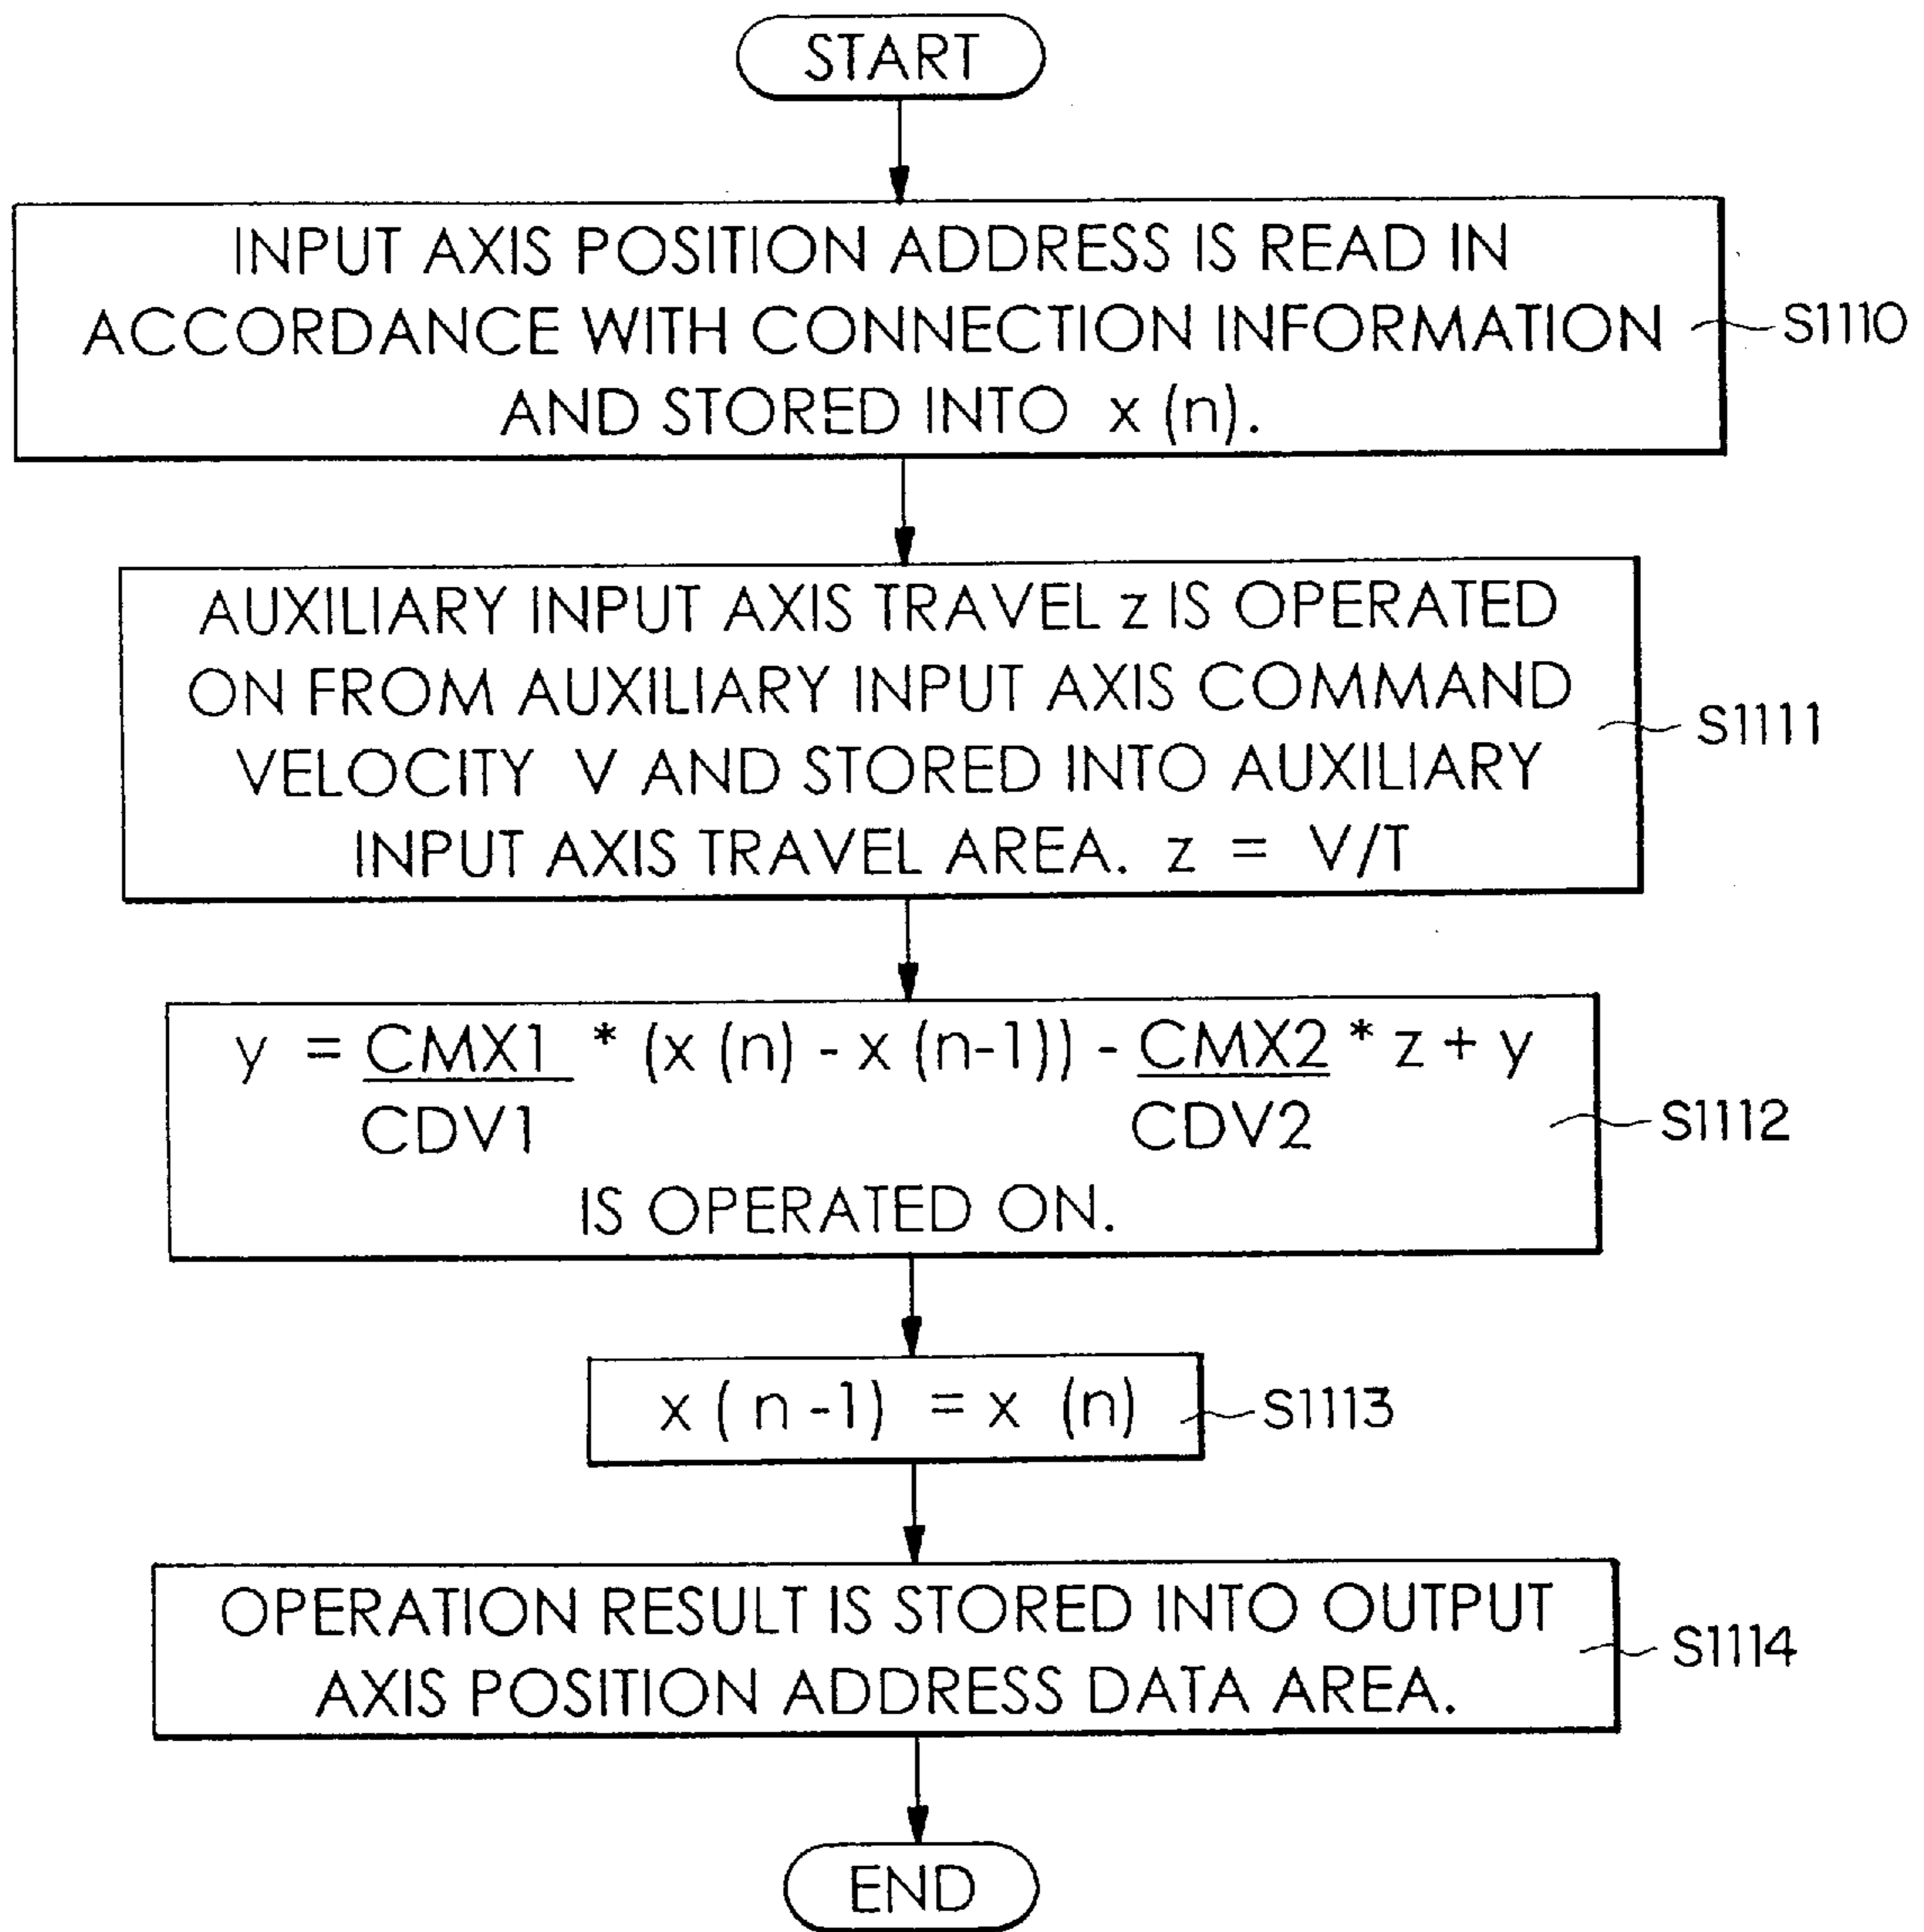 START
INPUT AXIS POSITION ADDRESS IS READ IN
ACCORDANCE WITH CONNECTION INFORMATION
AND STORED INTO x (n).
S1110
AUXILIARY INPUT AXIS TRAVEL z IS OPERATED
ON FROM AUXILIARY INPUT AXIS COMMAND
VELOCITY V AND STORED INTO AUXILIARY
INPUT AXIS TRAVEL AREA. z = V/T
S1111
y = CMX1 * (x (n) - x (n-1)) - CMX2 * z + y
CDV1 CDV2
IS OPERATED ON.
S1112
x ( n -1) = x (n)
S1113
OPERATION RESULT IS STORED INTO OUTPUT
AXIS POSITION ADDRESS DATA AREA.
S1114
END